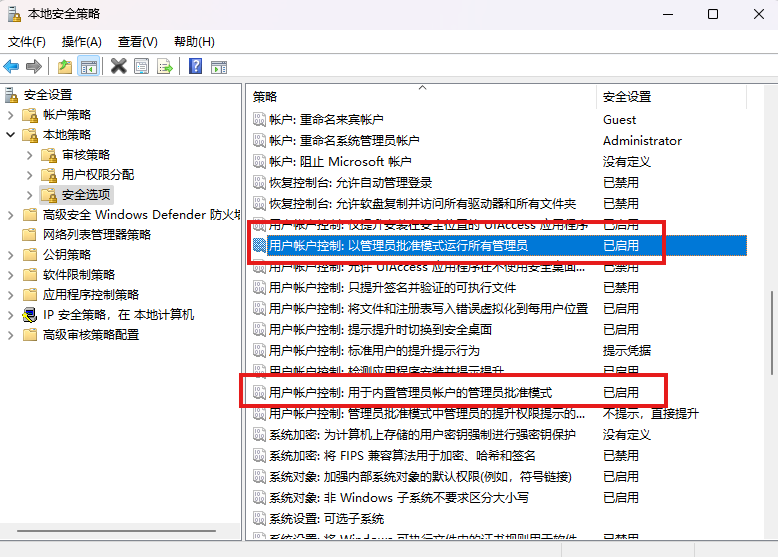 本地安全策略
文件(F) 操作(A) 查看(V) 帮助(H)
安全设置
帐户策略
本地策略
审核策略
用户权限分配
安全选项
高级安全 Windows Defender 防火墙
网络列表管理器策略
公钥策略
软件限制策略
应用程序控制策略
IP 安全策略，在 本地计算机
高级审核策略配置
策略 安全设置
帐户: 重命名来宾帐户 Guest
帐户: 重命名系统管理员帐户 Administrator
帐户: 阻止 Microsoft 帐户 没有定义
恢复控制台: 允许自动管理登录 已禁用
恢复控制台: 允许软盘复制并访问所有驱动器和所有文件夹 已禁用
用户帐户控制: 仅提升安装在安全位置的 UIAccess 应用程序 已启用
用户帐户控制: 以管理员批准模式运行所有管理员 已启用
用户帐户控制: 允许 UIAccess 应用程序在不使用安全桌面... 已禁用
用户帐户控制: 只提升签名并验证的可执行文件 已禁用
用户帐户控制: 将文件和注册表写入错误虚拟化到每用户位置 已启用
用户帐户控制: 提示提升时切换到安全桌面 已启用
用户帐户控制: 标准用户的提升提示行为 提示凭据
用户帐户控制: 检测应用程序安装并提示提升 已启用
用户帐户控制: 用于内置管理员帐户的管理员批准模式 已启用
用户帐户控制: 管理员批准模式中管理员的提升权限提示的... 不提示，直接提升
系统加密: 为计算机上存储的用户密钥强制进行强密钥保护 没有定义
系统加密: 将 FIPS 兼容算法用于加密、哈希和签名 已禁用
系统对象: 加强内部系统对象的默认权限(例如，符号链接) 已启用
系统对象: 非 Windows 子系统不要求区分大小写 已启用
系统设置: 可选子系统
系统设置: 将 Windows 可执行文件中的证书规则用于软件... 已禁用